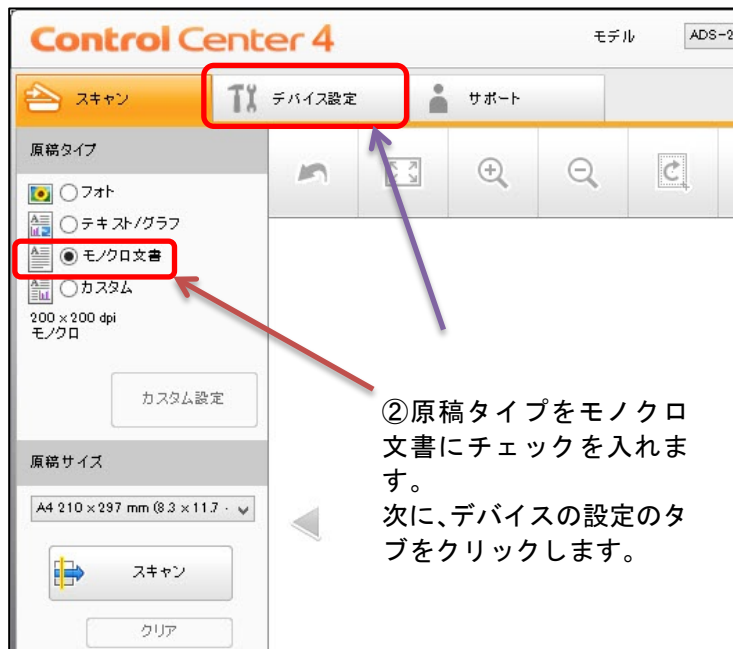 Control Center 4
モデル
ADS-2
スキャン
デバイス設定
サポート
原稿タイプ
フォト
テキスト/グラフ
モノクロ文書
カスタム
200 x 200 dpi
モノクロ
カスタム設定
原稿サイズ
A4 210 x 297 mm (8.3 x 11.7 ·
スキャン
クリア
②原稿タイプをモノクロ
文書にチェックを入れま
す。
次に、デバイスの設定のタ
ブをクリックします。